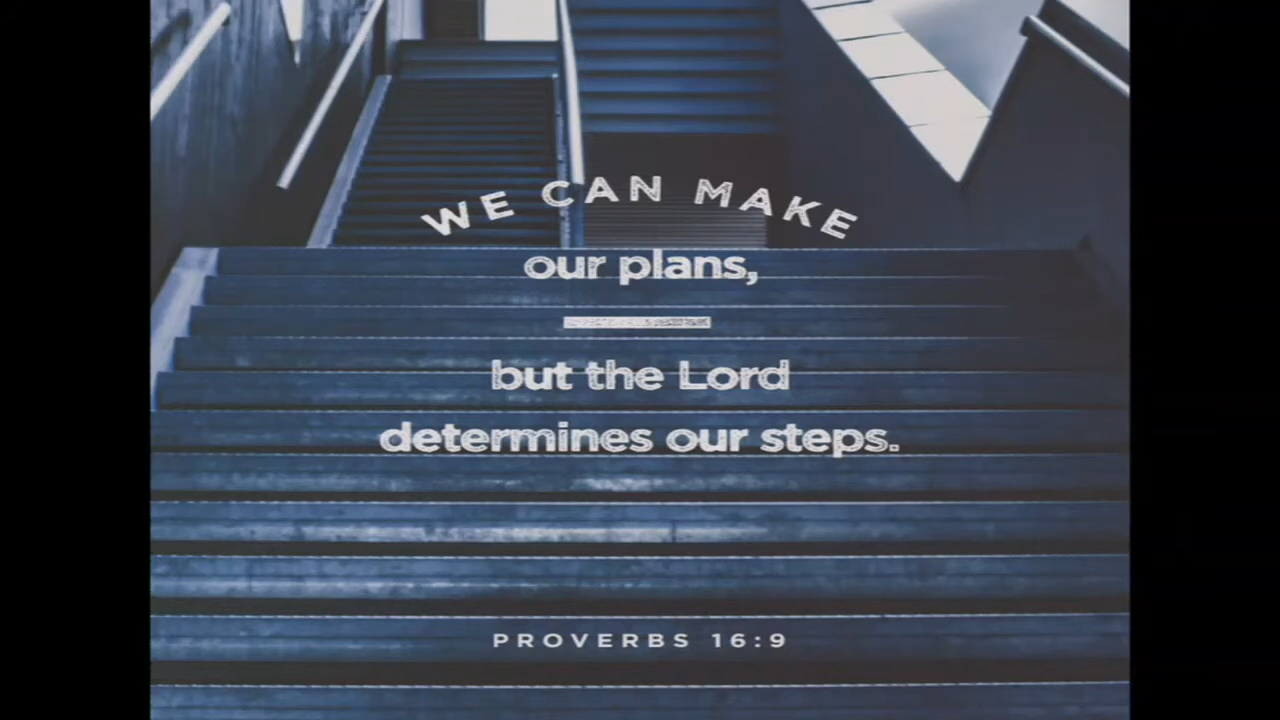 WE CAN MAKE
our plans,
but the Lord
determines our steps.
PROVERBS 16:9